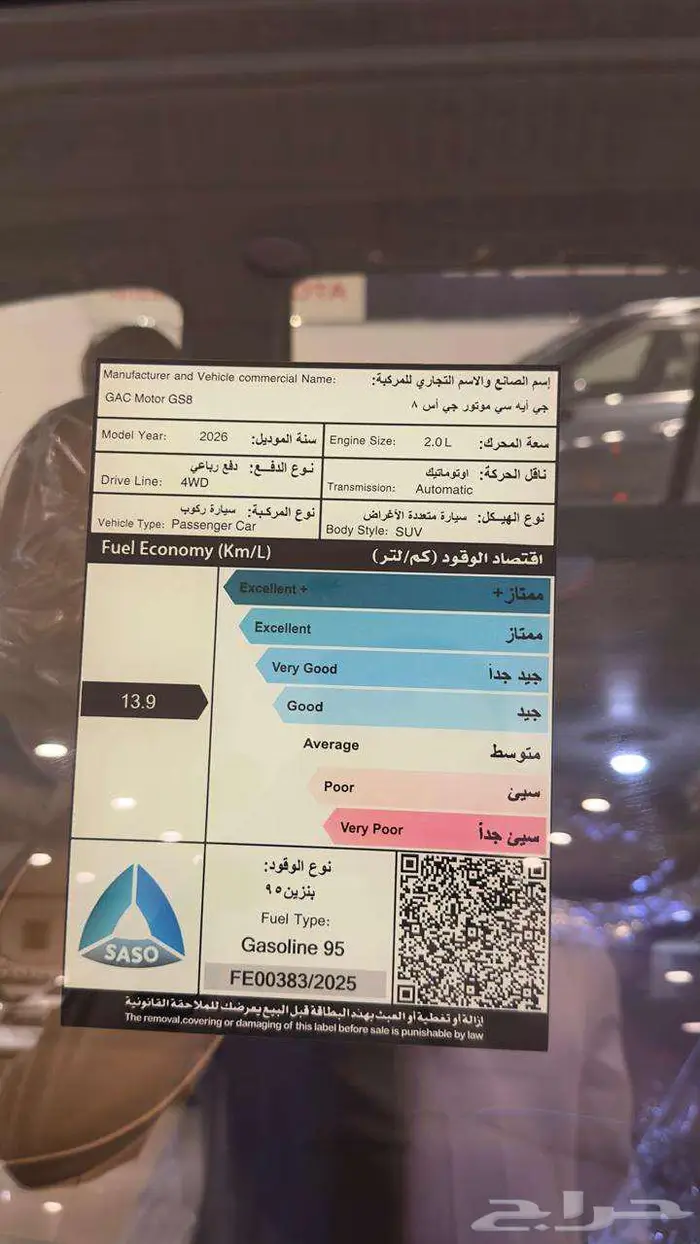 Manufacturer and Vehicle commercial Name: إسم الصانع والاسم التجاري للمركبة:
GAC Motor GS8 جي أيه سي موتور جي أس ٨
Model Year: 2026 سنة الموديل:
Engine Size: 2.0 L سعة المحرك:
نوع الدفع: دفع رباعي
Drive Line: 4WD
ناقل الحركة: اوتوماتيك
Transmission: Automatic
نوع المركبة: سيارة ركوب
Vehicle Type: Passenger Car
نوع الهيكل: سيارة متعددة الأغراض
Body Style: SUV
Fuel Economy (Km/L) اقتصاد الوقود (كم/لتر)
Excellent + ممتاز +
Excellent ممتاز
Very Good جيد جداً
13.9
Good جيد
Average متوسط
Poor سيئ
Very Poor سيئ جداً
SASO
نوع الوقود:
بنزين ٩٥
Fuel Type:
Gasoline 95
FE00383/2025
إزالة أو تغطية أو العبث بهذه البطاقة قبل البيع يعرضك للملاحقة القانونية
The removal,covering or damaging of this label before sale is punishable by law
حراج